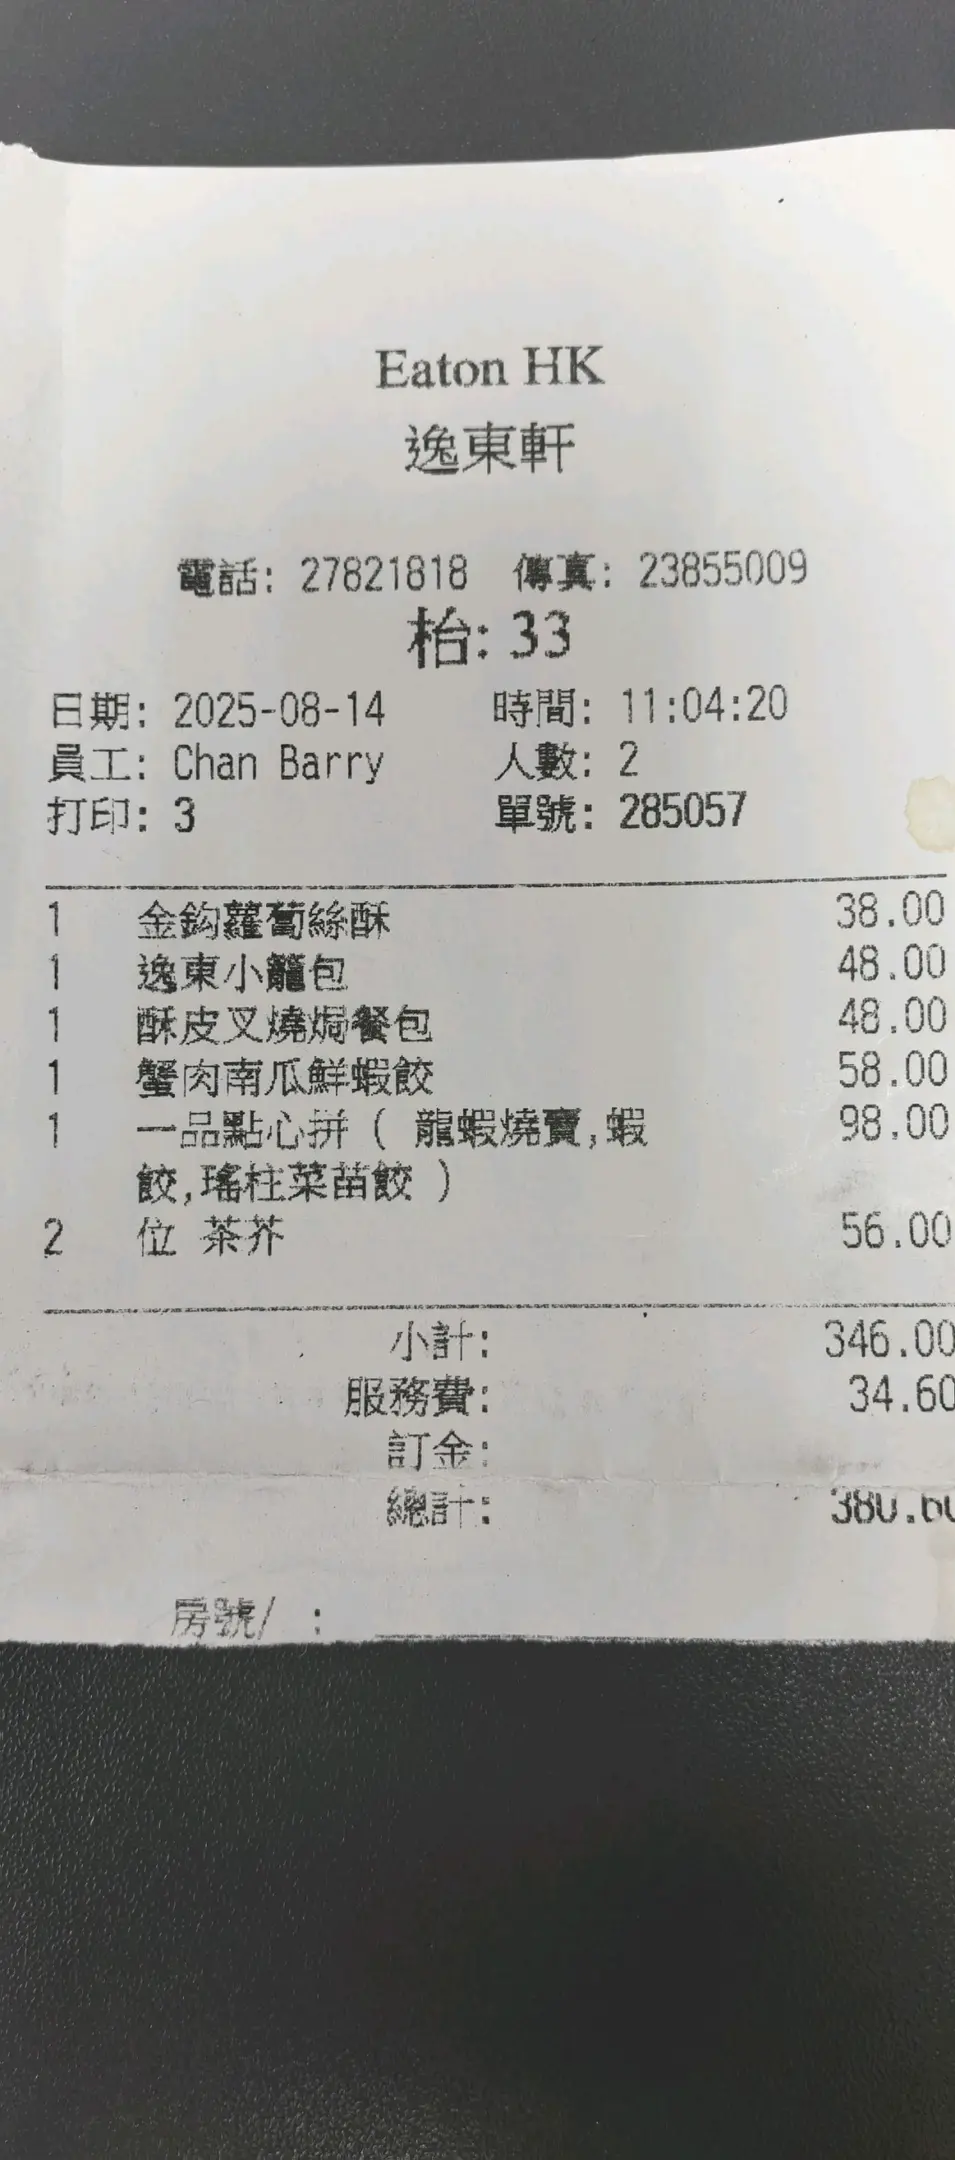 Eaton HK
逸東軒
電話: 27821818 傳真: 23855009
枱: 33
日期: 2025-08-14 時間: 11:04:20
員工: Chan Barry 人數: 2
打印: 3 單號: 285057
1 金鈎蘿蔔絲酥 38.00
1 逸東小籠包 48.00
1 酥皮叉燒焗餐包 48.00
1 蟹肉南瓜鮮蝦餃 58.00
1 一品點心拼 ( 龍蝦燒賣,蝦 98.00
餃,瑤柱菜苗餃 )
2 位 茶芥 56.00
小計: 346.00
服務費: 34.60
訂金:
總計: 380.60
房號/ :